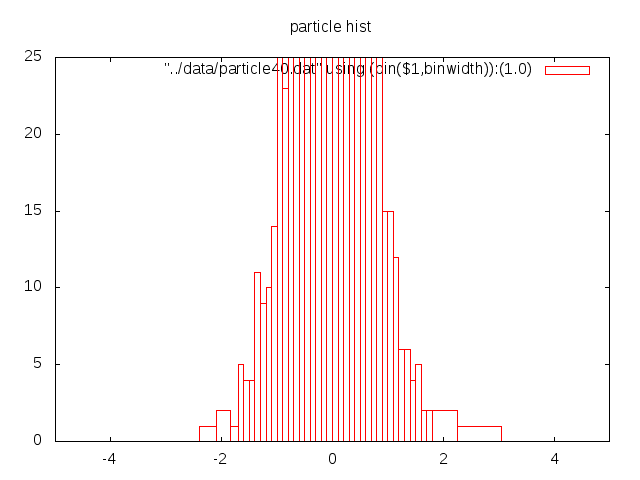 particle hist
"../data/particle40.dat" using (bin($1,binwidth)):(1.0)
25
20
15
10
5
0
-4 -2 0 2 4